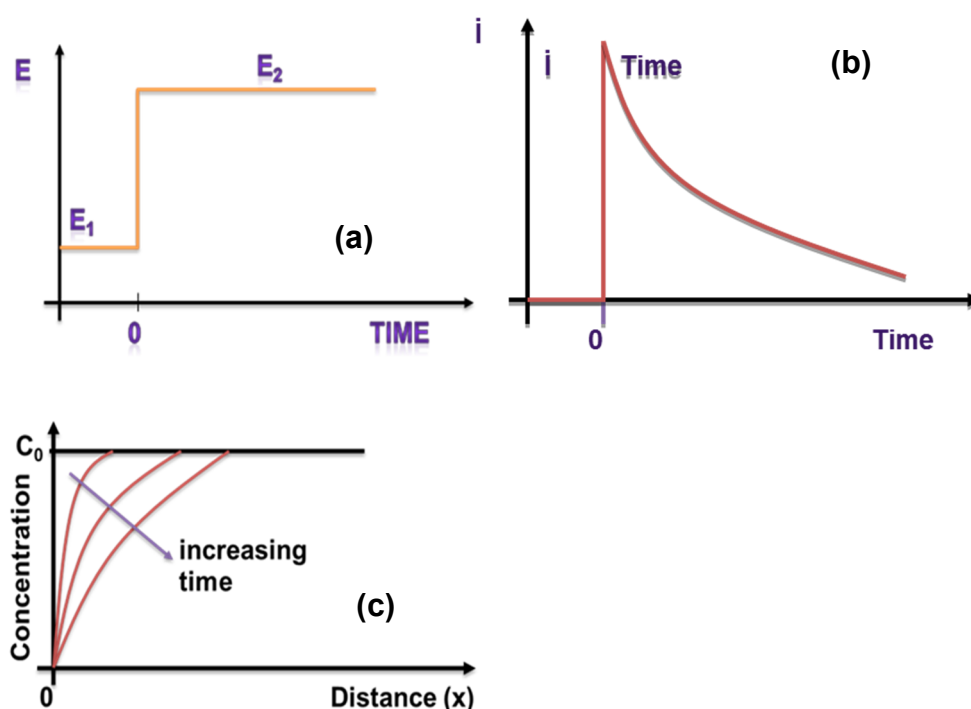 E
E₂
E₁
(a)
0
TIME
i
i
Time
(b)
0
Time
C₀
Concentration
increasing
time
(c)
0
Distance (x)